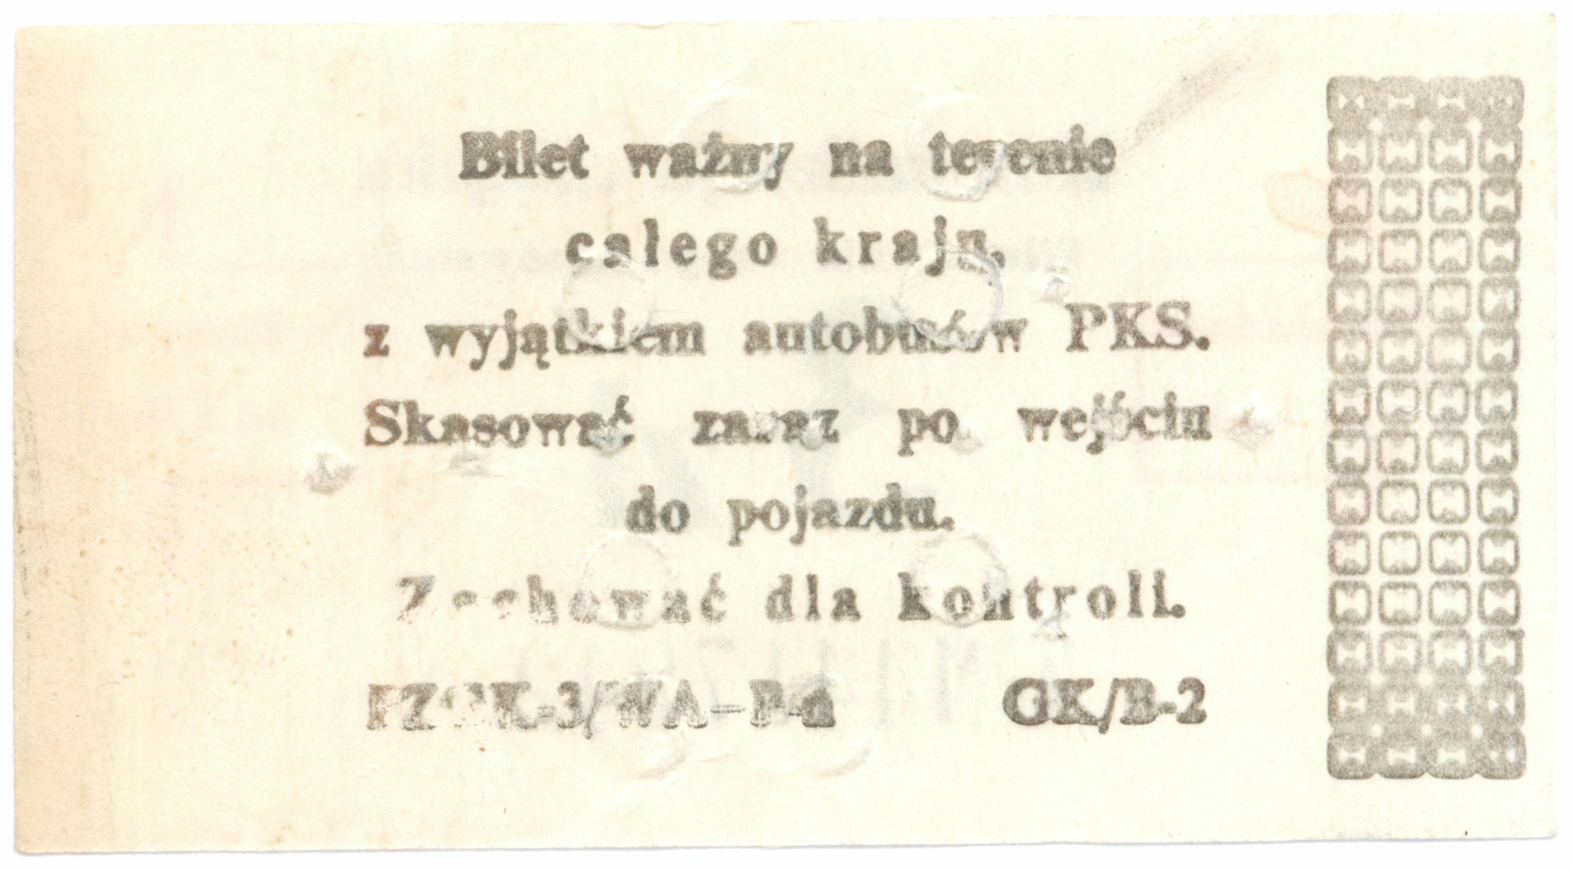 Bilet ważny na terenie
całego kraju,
z wyjątkiem autobusów PKS.
Skasować zaraz po wejściu
do pojazdu.
Zachować dla kontroli.
GK/B-2